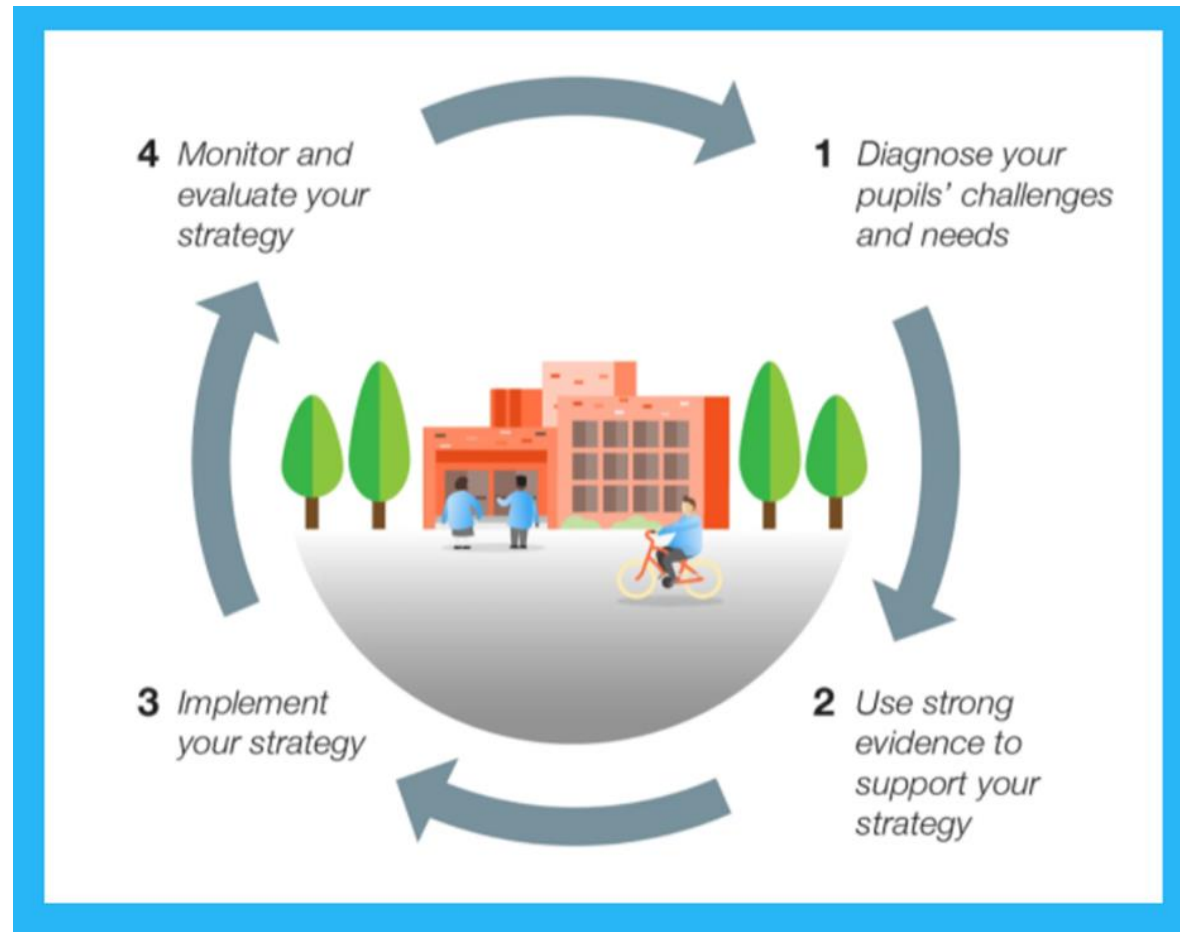 1 Diagnose your
pupils’ challenges
and needs
2 Use strong
evidence to
support your
strategy
3 Implement
your strategy
4 Monitor and
evaluate your
strategy